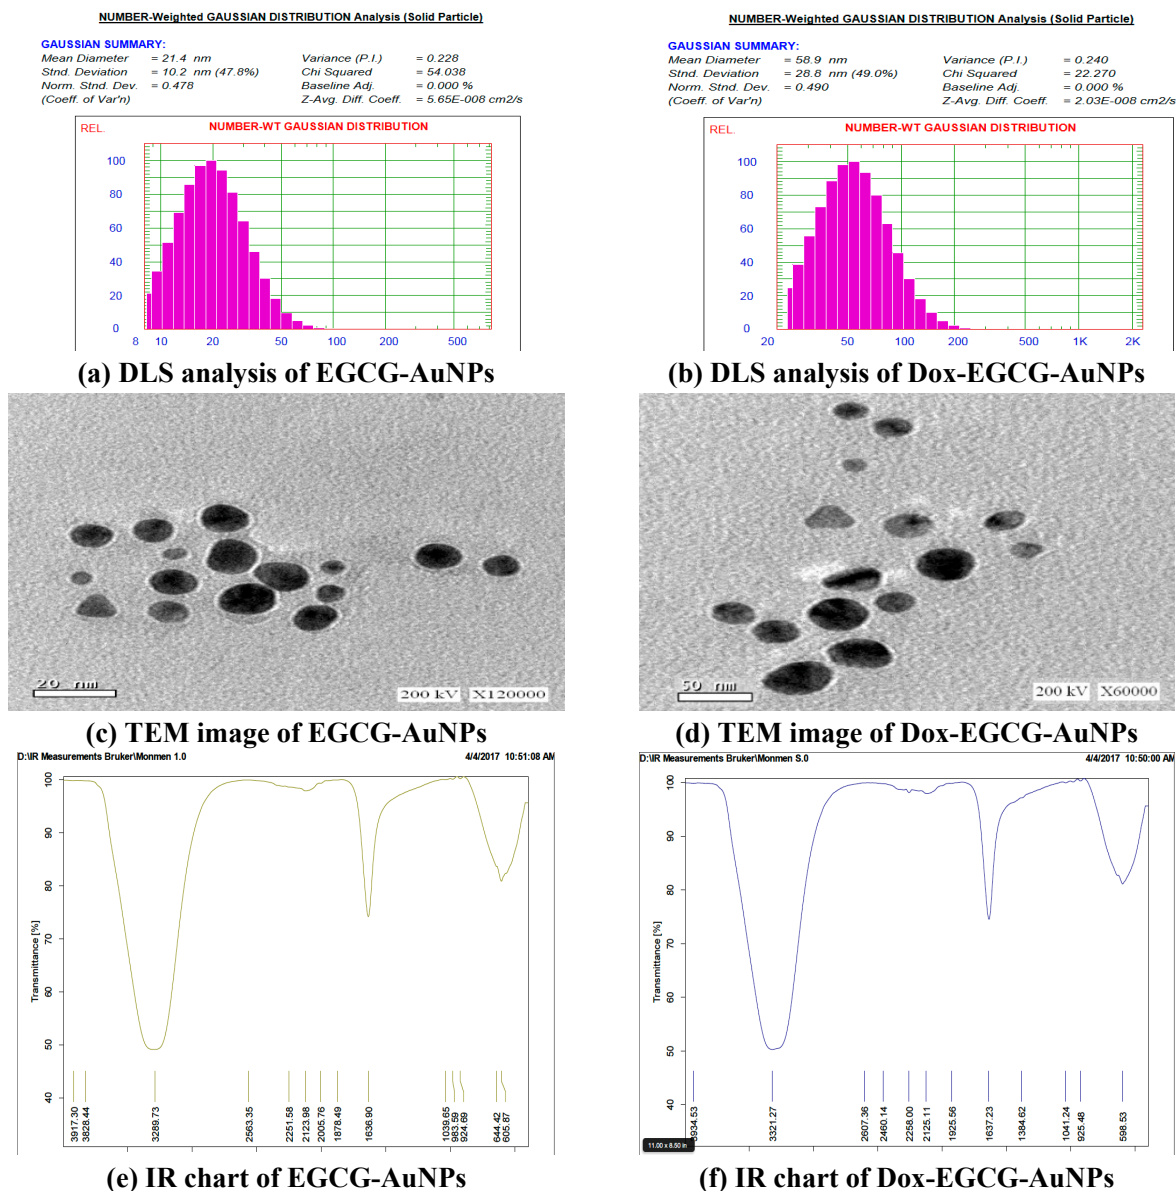 NUMBER-Weighted GAUSSIAN DISTRIBUTION Analysis (Solid Particle)
GAUSSIAN SUMMARY:
Mean Diameter = 21.4 nm Variance (P.I.) = 0.228
Stnd. Deviation = 10.2 nm (47.8%) Chi Squared = 54.038
Norm. Stnd. Dev. = 0.478 Baseline Adj. = 0.000 %
(Coeff. of Var'n) Z-Avg. Diff. Coeff. = 5.65E-008 cm2/s
REL. NUMBER-WT GAUSSIAN DISTRIBUTION
100
80
60
40
20
0
8 10 20 50 100 200 500
(a) DLS analysis of EGCG-AuNPs
NUMBER-Weighted GAUSSIAN DISTRIBUTION Analysis (Solid Particle)
GAUSSIAN SUMMARY:
Mean Diameter = 58.9 nm Variance (P.I.) = 0.240
Stnd. Deviation = 28.8 nm (49.0%) Chi Squared = 22.270
Norm. Stnd. Dev. = 0.490 Baseline Adj. = 0.000 %
(Coeff. of Var'n) Z-Avg. Diff. Coeff. = 2.03E-008 cm2/s
REL. NUMBER-WT GAUSSIAN DISTRIBUTION
100
80
60
40
20
0
20 50 100 200 500 1K 2K
(b) DLS analysis of Dox-EGCG-AuNPs
20 nm
200 kV X120000
(c) TEM image of EGCG-AuNPs
50 nm
200 kV X60000
(d) TEM image of Dox-EGCG-AuNPs
D:\IR Measurements Bruker\Monmen 1.0 4/4/2017 10:51:08 AM
Transmittance [%]
100
90
80
70
60
50
40
3917.30
3828.44
3289.73
2563.35
2251.58
2123.98
2005.76
1878.49
1636.90
1039.65
983.59
924.69
644.42
605.87
(e) IR chart of EGCG-AuNPs
D:\IR Measurements Bruker\Monmen S.0 4/4/2017 10:50:00 AM
Transmittance [%]
100
90
80
70
60
50
40
3934.53
3321.27
2607.36
2460.14
2258.00
2125.11
1925.56
1637.23
1384.62
1041.24
925.48
598.53
11.00 x 8.50 in
(f) IR chart of Dox-EGCG-AuNPs